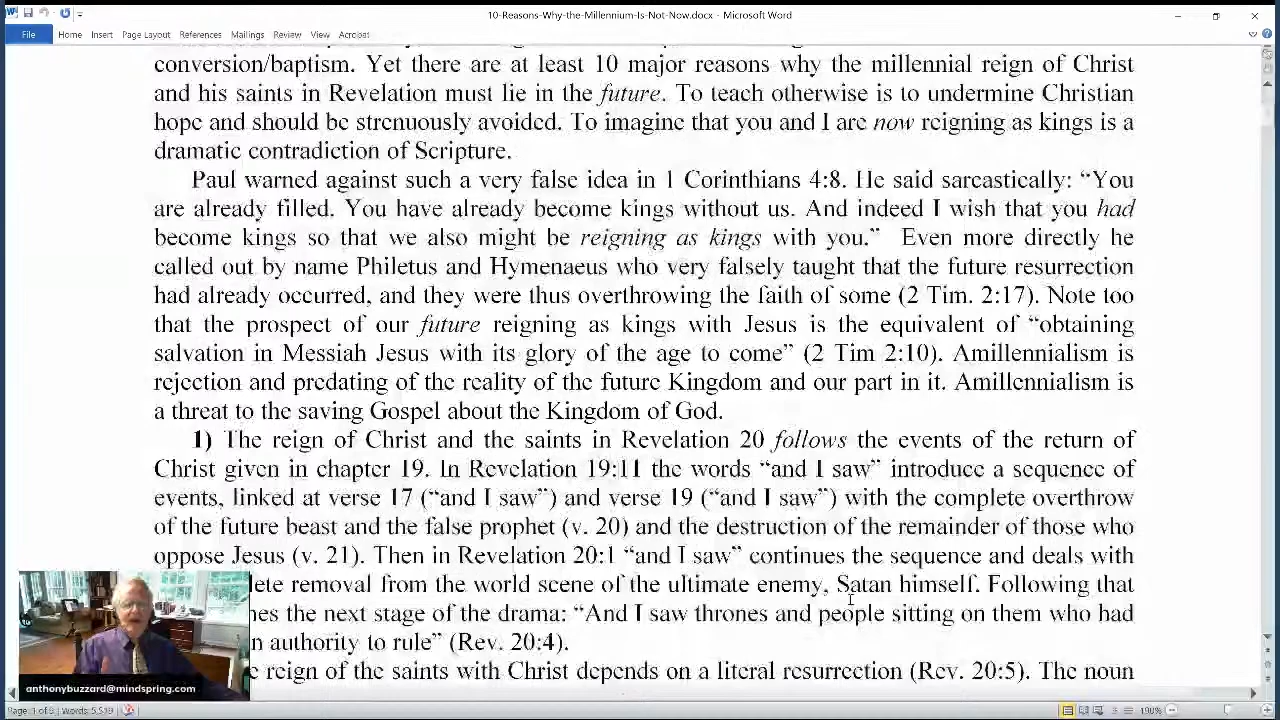 10-Reasons-Why-the-Millennium-Is-Not-Now.docx - Microsoft Word
File Home Insert Page Layout References Mailings Review View Acrobat
conversion/baptism. Yet there are at least 10 major reasons why the millennial reign of Christ
and his saints in Revelation must lie in the future. To teach otherwise is to undermine Christian
hope and should be strenuously avoided. To imagine that you and I are now reigning as kings is a
dramatic contradiction of Scripture.
Paul warned against such a very false idea in 1 Corinthians 4:8. He said sarcastically: “You
are already filled. You have already become kings without us. And indeed I wish that you had
become kings so that we also might be reigning as kings with you.” Even more directly he
called out by name Philetus and Hymenaeus who very falsely taught that the future resurrection
had already occurred, and they were thus overthrowing the faith of some (2 Tim. 2:17). Note too
that the prospect of our future reigning as kings with Jesus is the equivalent of “obtaining
salvation in Messiah Jesus with its glory of the age to come” (2 Tim 2:10). Amillennialism is
rejection and predating of the reality of the future Kingdom and our part in it. Amillennialism is
a threat to the saving Gospel about the Kingdom of God.
1) The reign of Christ and the saints in Revelation 20 follows the events of the return of
Christ given in chapter 19. In Revelation 19:11 the words “and I saw” introduce a sequence of
events, linked at verse 17 (“and I saw”) and verse 19 (“and I saw”) with the complete overthrow
of the future beast and the false prophet (v. 20) and the destruction of the remainder of those who
oppose Jesus (v. 21). Then in Revelation 20:1 “and I saw” continues the sequence and deals with
lete removal from the world scene of the ultimate enemy, Satan himself. Following that
nes the next stage of the drama: “And I saw thrones and people sitting on them who had
n authority to rule” (Rev. 20:4).
e reign of the saints with Christ depends on a literal resurrection (Rev. 20:5). The noun
anthonybuzzard@mindspring.com
Page: 1 of 9 Words: 5,519 190%